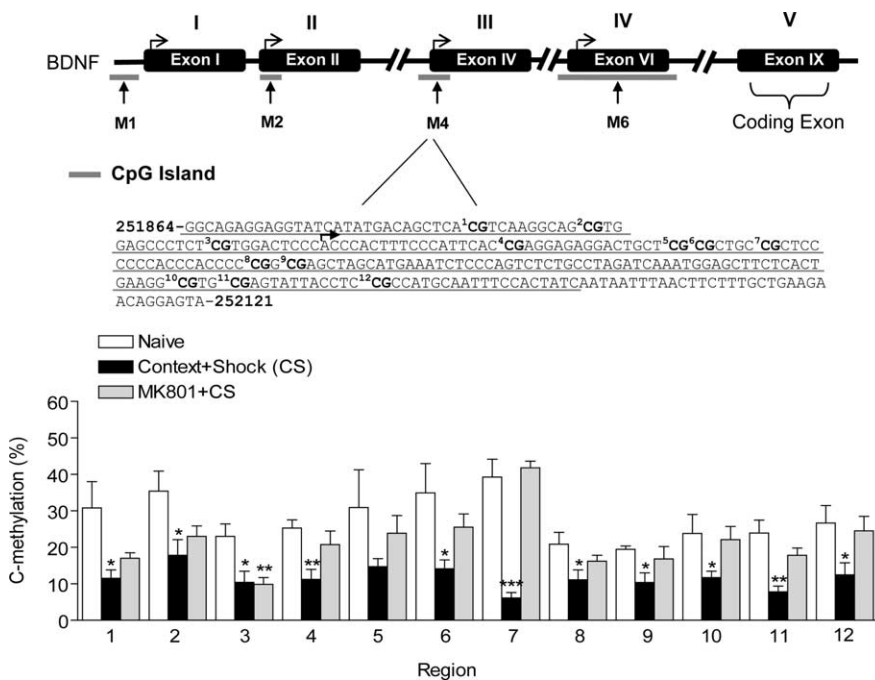 I II III IV V
BDNF Exon I Exon II Exon IV Exon VI Exon IX
M1 M2 M4 M6 Coding Exon
CpG Island
251864-GGCAGAGGAGGTATCATATGACAGCTCA¹CGTCAAGGCAG²CGTG
GAGCCCTCT³CGTGGACTCCCACCCACTTTCCCATTCAC⁴CGAGGAGAGGACTGCT⁵CG⁶CGCTGC⁷CGCTCC
CCCCACCCACCCC⁸CGG⁹CGAGCTAGCATGAAATCTCCCAGTCTCTGCCTAGATCAAATGGAGCTTCTCACT
GAAGG¹⁰CGTG¹¹CGAGTATTACCTC¹²CGCCATGCAATTTCCACTATCAATAATTTAACTTCTTTGCTGAAGA
ACAGGAGTA-252121
Naive
Context+Shock (CS)
MK801+CS
C-methylation (%)
60
50
40
30
20
10
0
* * * ** ** * *** * * * ** *
1 2 3 4 5 6 7 8 9 10 11 12
Region